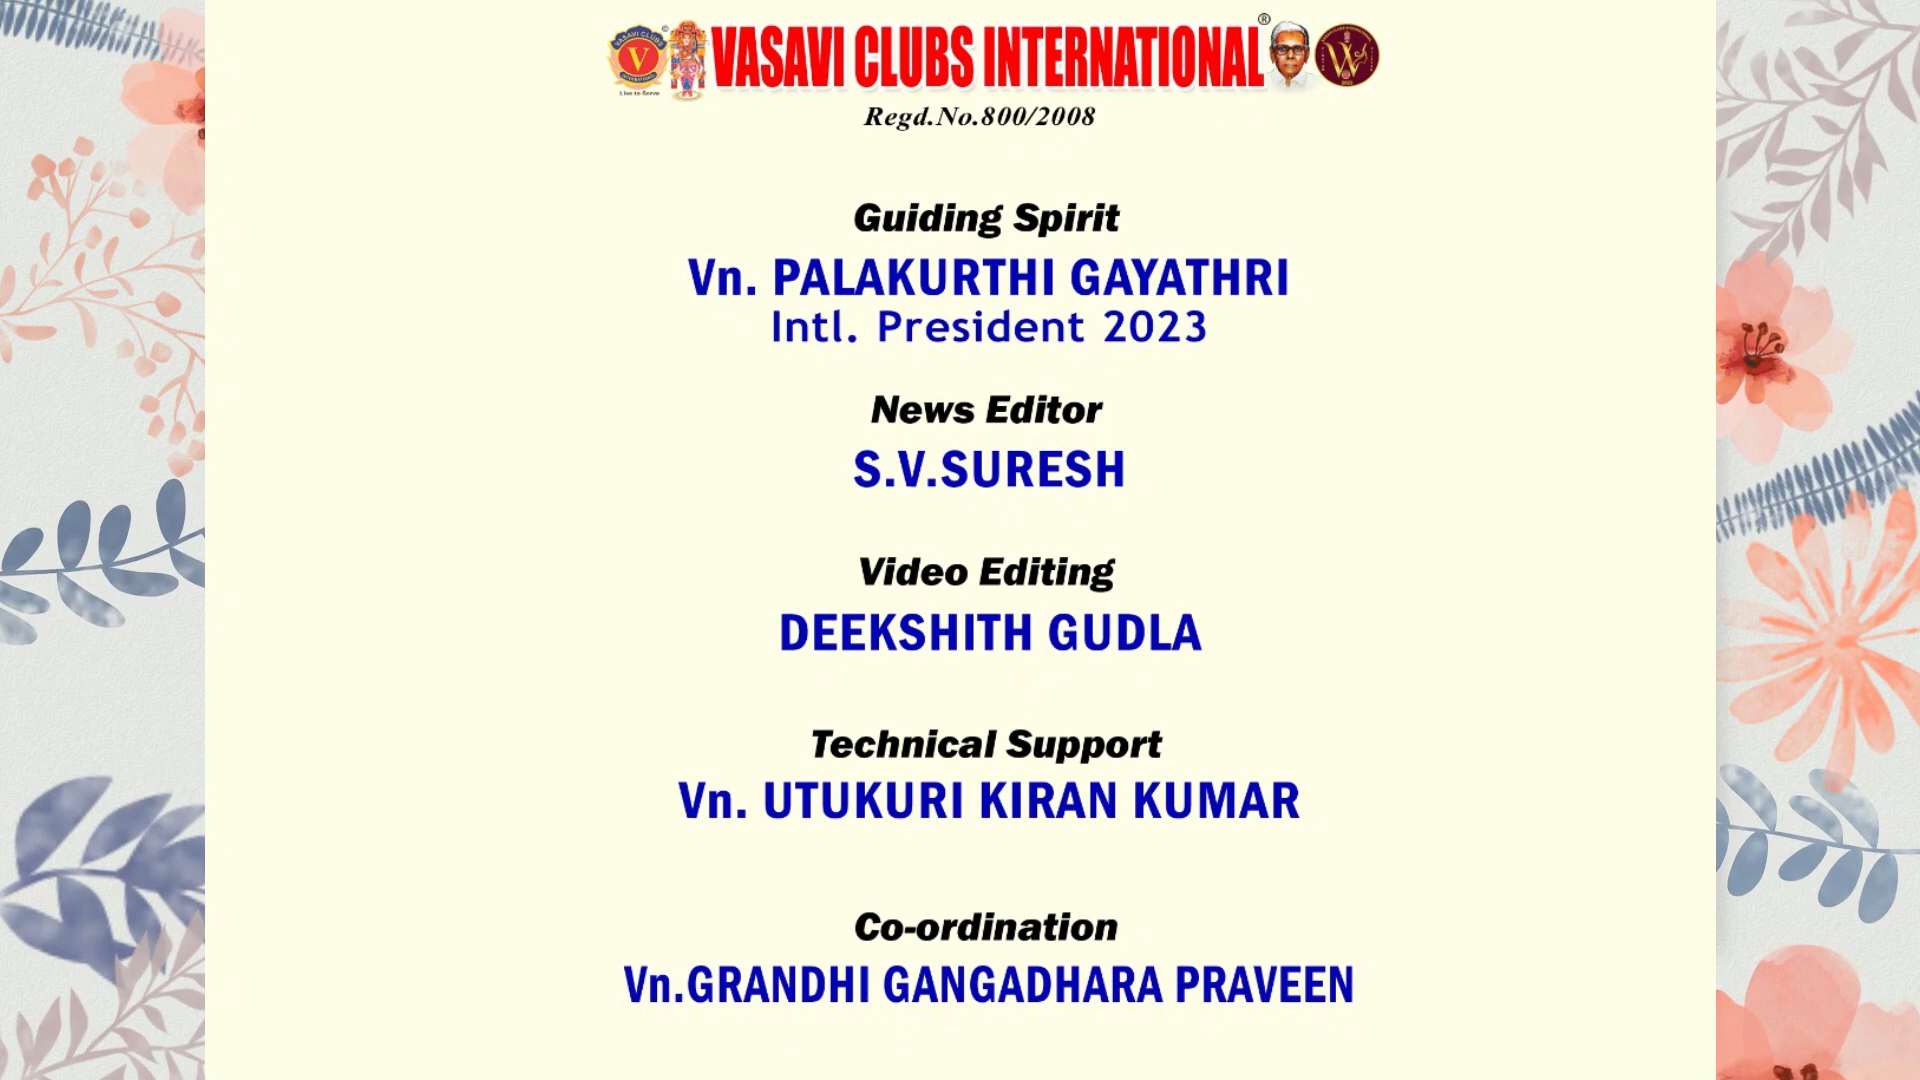 VASAVI CLUBS INTERNATIONAL®
Regd.No.800/2008
Guiding Spirit
Vn. PALAKURTHI GAYATHRI
Intl. President 2023
News Editor
S.V.SURESH
Video Editing
DEEKSHITH GUDLA
Technical Support
Vn. UTUKURI KIRAN KUMAR
Co-ordination
Vn.GRANDHI GANGADHARA PRAVEEN